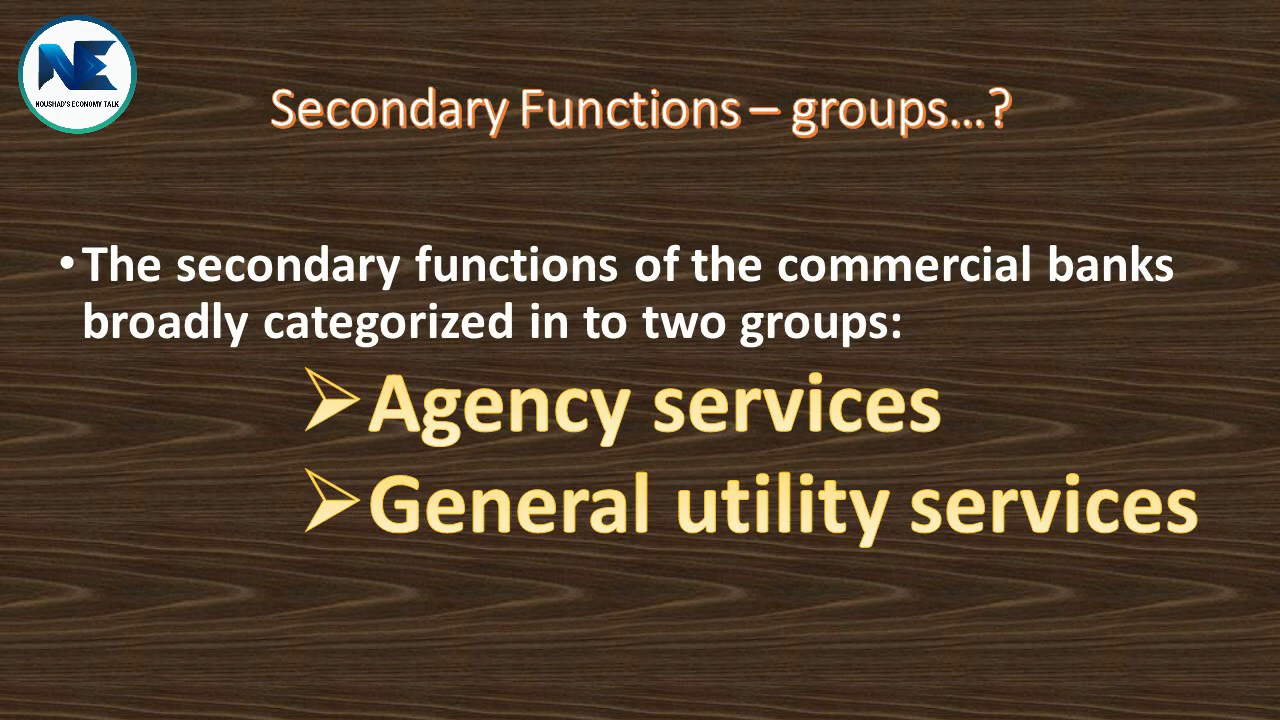 NE
NOUSHAD'S ECONOMY TALK
Secondary Functions – groups...?
• The secondary functions of the commercial banks
broadly categorized in to two groups:
➢Agency services
➢General utility services